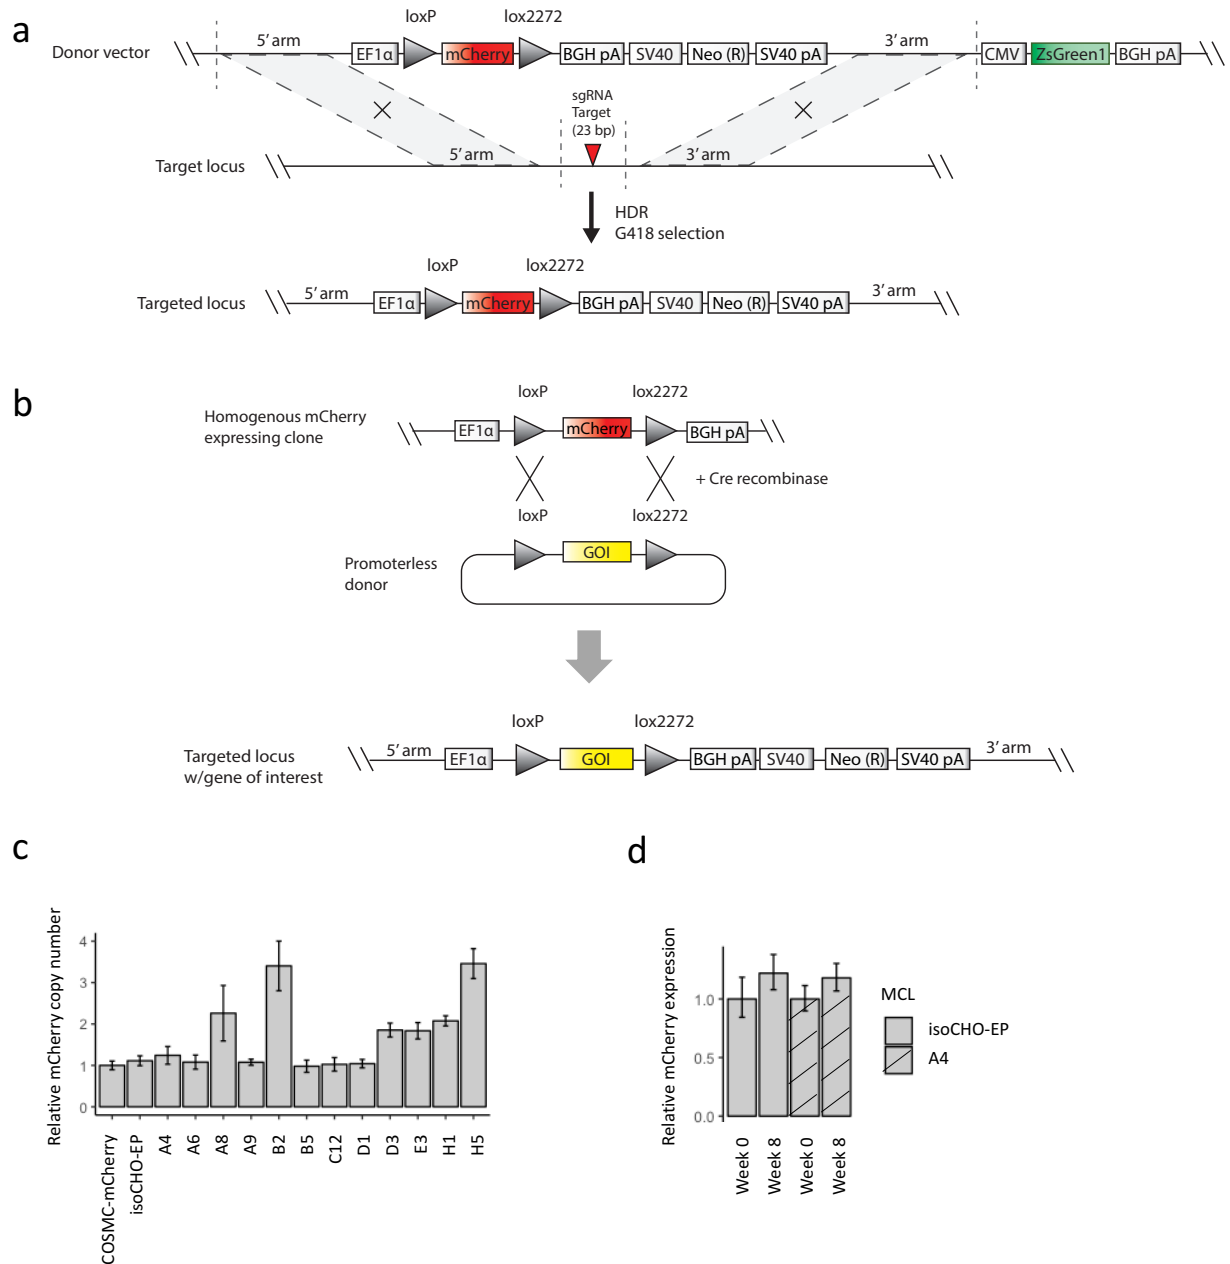 a
loxP
lox2272
Donor vector
5’ arm
EF1α
mCherry
BGH pA
SV40
Neo (R)
SV40 pA
3’ arm
CMV
ZsGreen1
BGH pA
sgRNA
Target
(23 bp)
Target locus
5’ arm
3’ arm
HDR
G418 selection
loxP
lox2272
Targeted locus
5’ arm
EF1α
mCherry
BGH pA
SV40
Neo (R)
SV40 pA
3’ arm
b
loxP
lox2272
Homogenous mCherry
expressing clone
EF1α
mCherry
BGH pA
+ Cre recombinase
loxP
lox2272
Promoterless
donor
GOI
loxP
lox2272
Targeted locus
w/gene of interest
5’ arm
EF1α
GOI
BGH pA
SV40
Neo (R)
SV40 pA
3’ arm
c
Relative mCherry copy number
4
3
2
1
0
COSMC-mCherry
isoCHO-EP
A4
A6
A8
A9
B2
B5
C12
D1
D3
E3
H1
H5
d
Relative mCherry expression
1.0
0.5
0.0
Week 0
Week 8
Week 0
Week 8
MCL
isoCHO-EP
A4